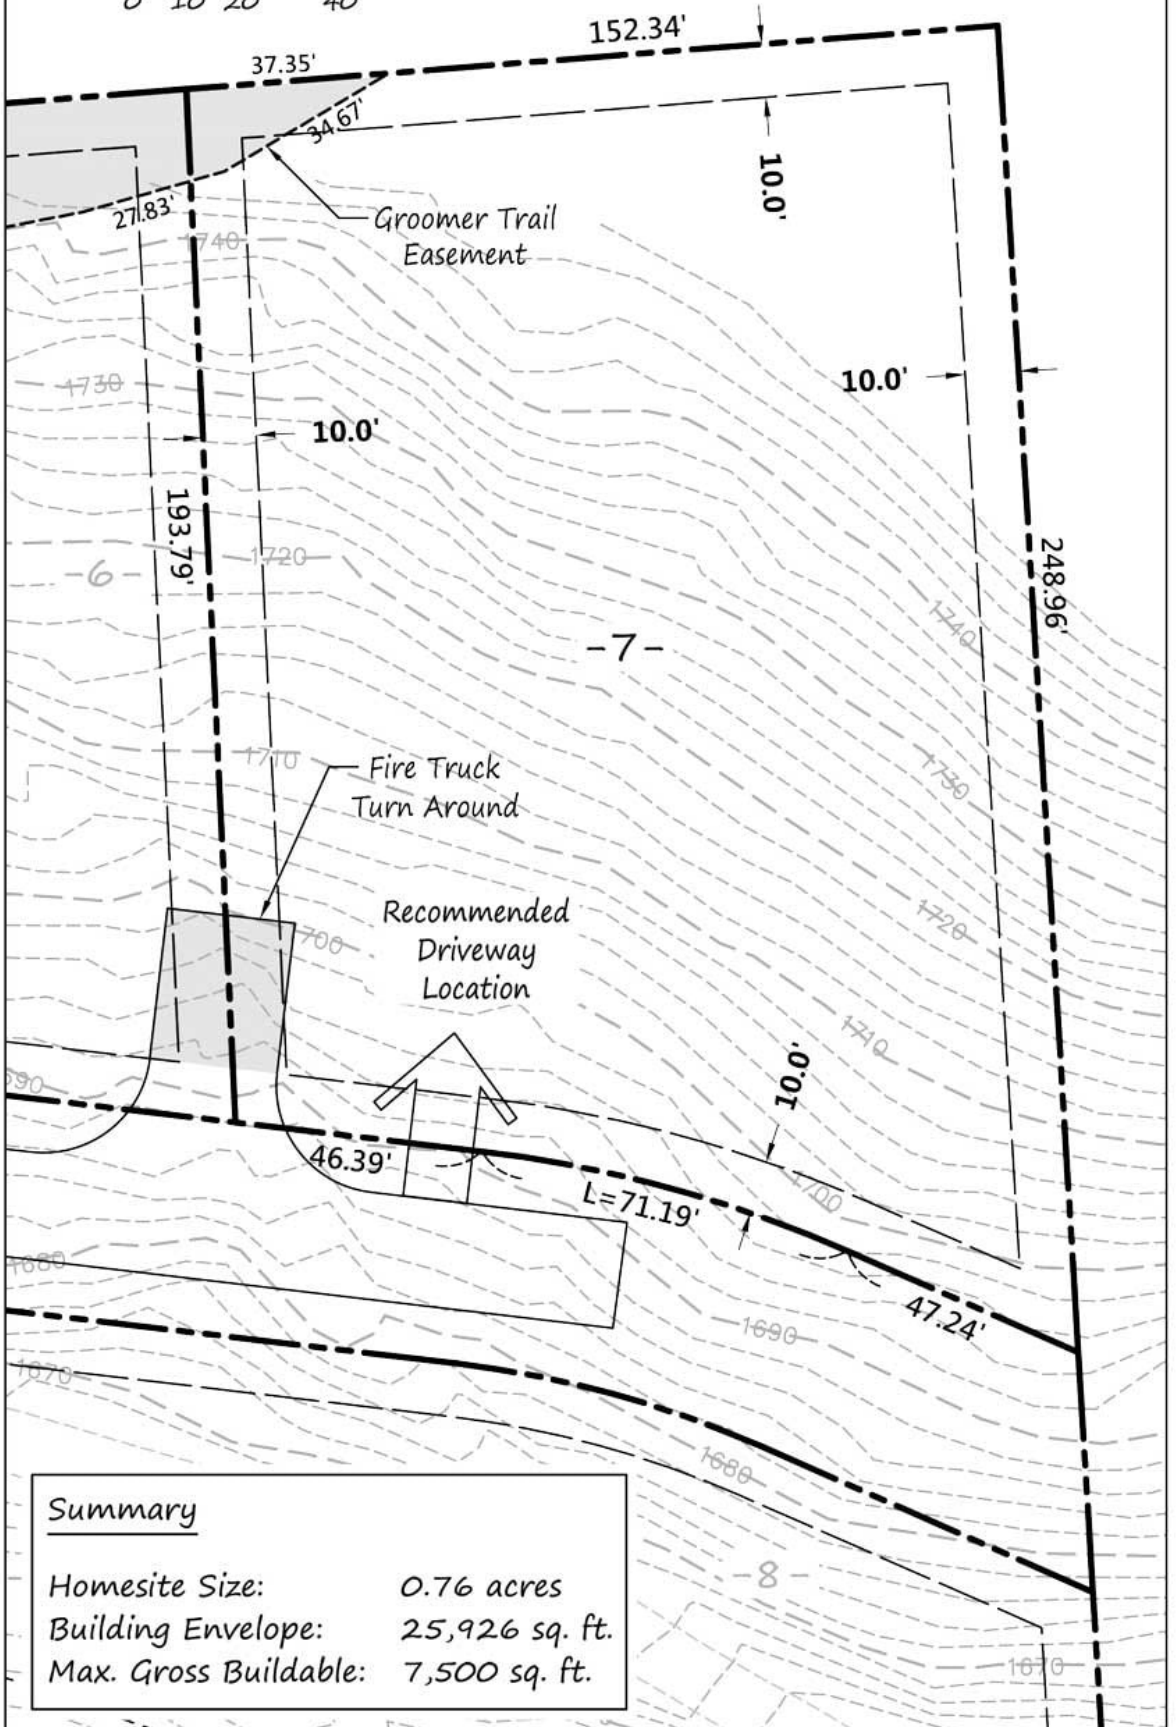 0 10 20 40
152.34'
37.35'
34.67'
10.0'
27.83'
Groomer Trail
Easement
1740
1730
10.0'
10.0'
193.79'
248.96'
-6-
1720
1740
-7-
1710
Fire Truck
Turn Around
1730
Recommended
Driveway
Location
1720
700
1710
10.0'
690
46.39'
L=71.19'
1700
1680
47.24'
1690
1670
1680
Summary
Homesite Size: 0.76 acres
Building Envelope: 25,926 sq. ft.
Max. Gross Buildable: 7,500 sq. ft.
-8-
1670